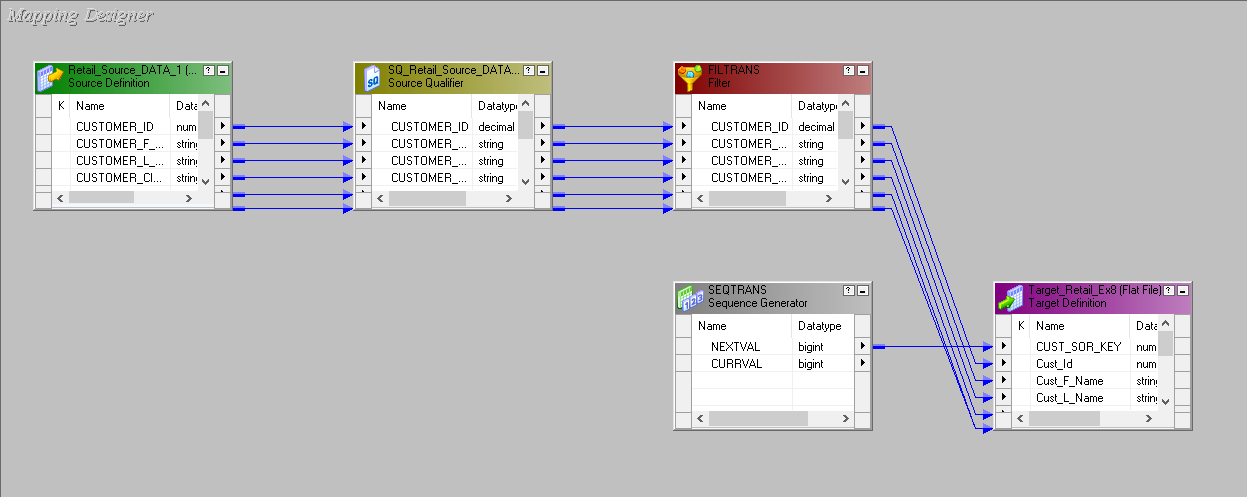 Mapping Designer
Retail_Source_DATA_1 (...
Source Definition
K Name Data
CUSTOMER_ID num
CUSTOMER_F_... string
CUSTOMER_L_... string
CUSTOMER_CI... string
SQ_Retail_Source_DATA...
Source Qualifier
Name Datatype
CUSTOMER_ID decimal
CUSTOMER_... string
CUSTOMER_... string
CUSTOMER_... string
FILTRANS
Filter
Name Datatype
CUSTOMER_ID decimal
CUSTOMER_... string
CUSTOMER_... string
CUSTOMER_... string
SEQTRANS
Sequence Generator
Name Datatype
NEXTVAL bigint
CURRVAL bigint
Target_Retail_Ex8 (Flat File)
Target Definition
K Name Data
CUST_SOR_KEY num
Cust_Id num
Cust_F_Name string
Cust_L_Name string